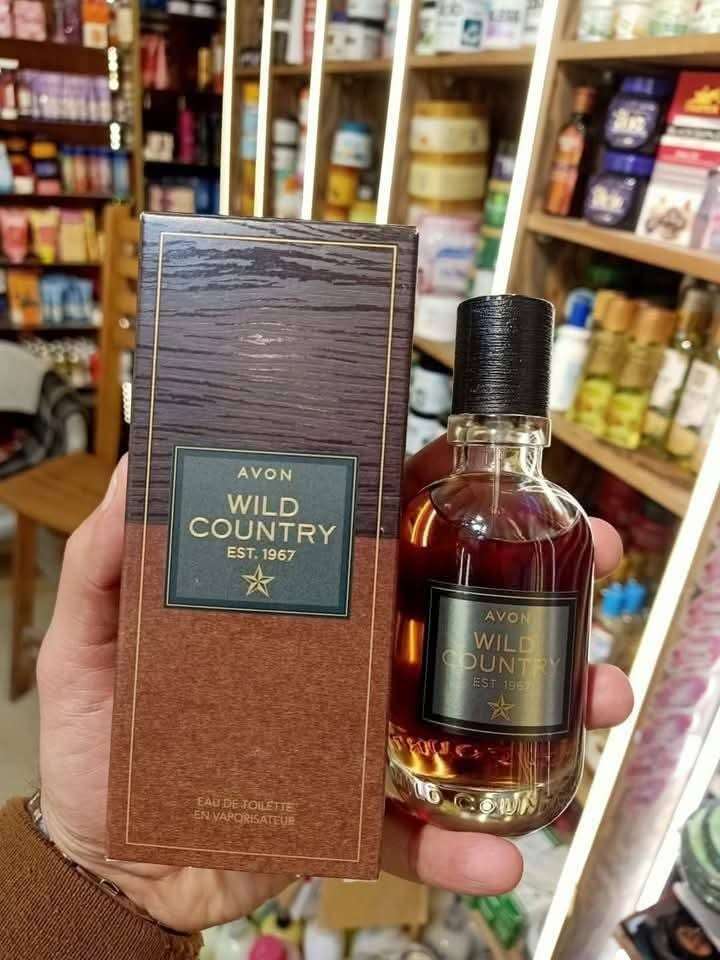 AVON
WILD
COUNTRY
EST. 1967
EAU DE TOILETTE
EN VAPORISATEUR
AVON
WILD
COUNTRY
EST. 1967